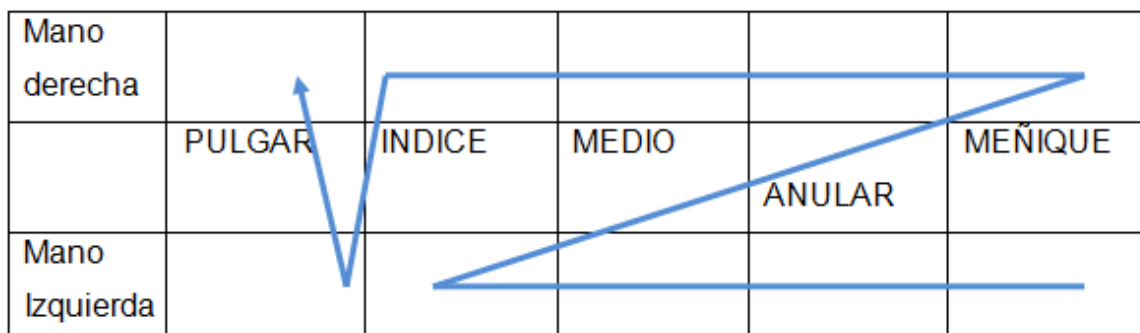 Mano
derecha
PULGAR INDICE MEDIO MEÑIQUE
ANULAR
Mano
Izquierda